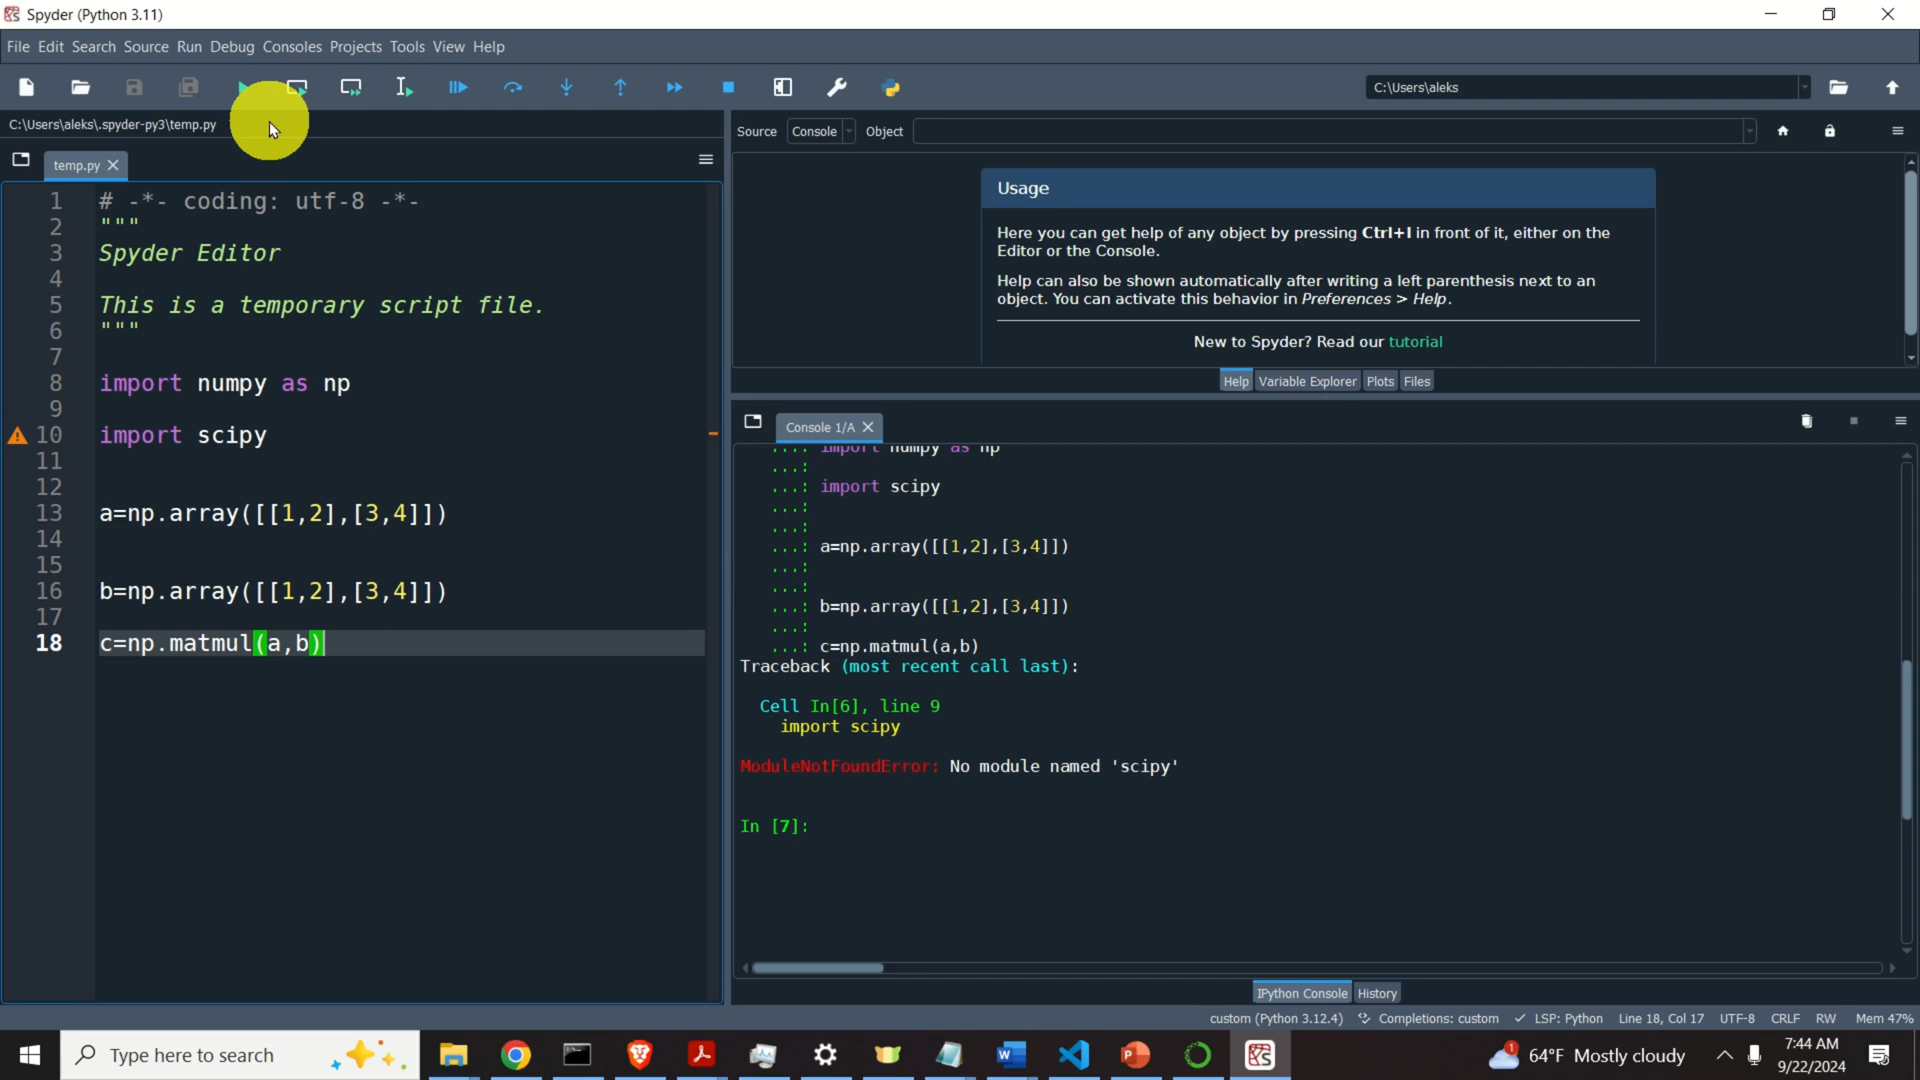 Spyder (Python 3.11)
File Edit Search Source Run Debug Consoles Projects Tools View Help
C:\Users\aleks
C:\Users\aleks\.spyder-py3\temp.py
Source Console Object
temp.py
1 # -*- coding: utf-8 -*-
2 """
3 Spyder Editor
4
5 This is a temporary script file.
6 """
7
8 import numpy as np
9
10 import scipy
11
12
13 a=np.array([[1,2],[3,4]])
14
15
16 b=np.array([[1,2],[3,4]])
17
18 c=np.matmul(a,b)
Usage
Here you can get help of any object by pressing Ctrl+I in front of it, either on the
Editor or the Console.
Help can also be shown automatically after writing a left parenthesis next to an
object. You can activate this behavior in Preferences > Help.
New to Spyder? Read our tutorial
Help Variable Explorer Plots Files
Console 1/A
...: import numpy as np
...:
...: import scipy
...:
...:
...: a=np.array([[1,2],[3,4]])
...:
...:
...: b=np.array([[1,2],[3,4]])
...:
...: c=np.matmul(a,b)
Traceback (most recent call last):
Cell In[6], line 9
import scipy
ModuleNotFoundError: No module named 'scipy'
In [7]:
IPython Console History
custom (Python 3.12.4) Completions: custom LSP: Python Line 18, Col 17 UTF-8 CRLF RW Mem 47%
Type here to search
1
64°F Mostly cloudy
7:44 AM
9/22/2024